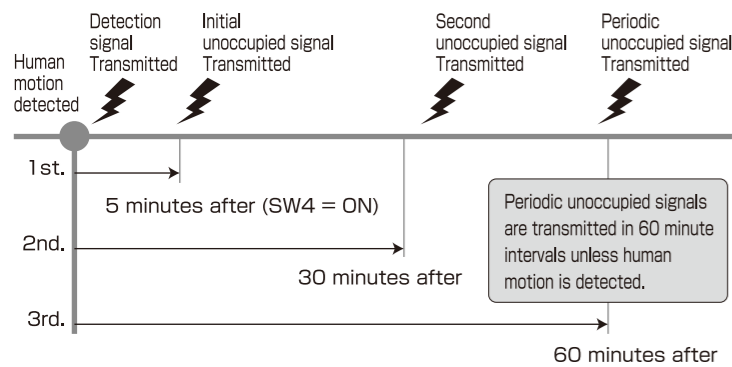 Human
motion
detected
Detection
signal
Transmitted
Initial
unoccupied signal
Transmitted
Second
unoccupied signal
Transmitted
Periodic
unoccupied signal
Transmitted
1st.
5 minutes after (SW4 = ON)
2nd.
30 minutes after
Periodic unoccupied signals
are transmitted in 60 minute
intervals unless human
motion is detected.
3rd.
60 minutes after